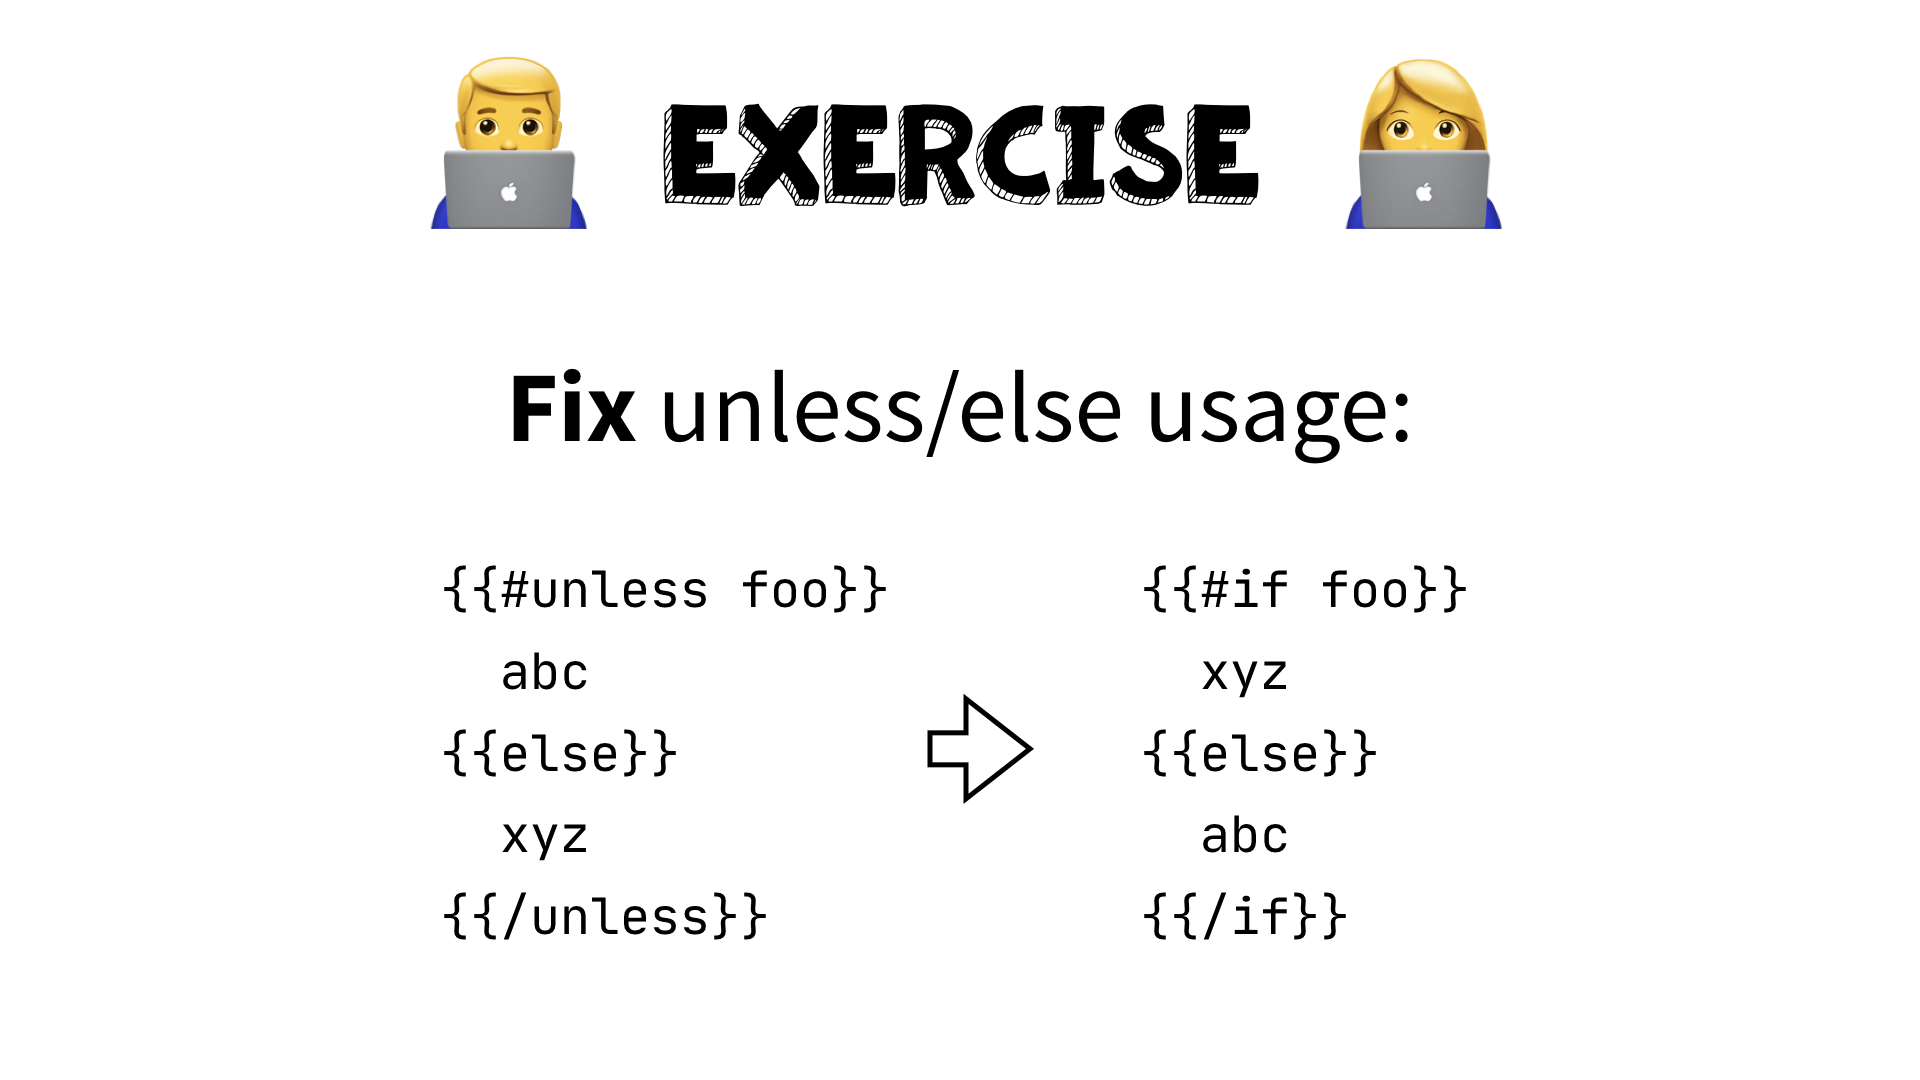 EXERCISE
Fix unless/else usage:
{{#unless foo}}
  abc
{{else}}
  xyz
{{/unless}}
{{#if foo}}
  xyz
{{else}}
  abc
{{/if}}